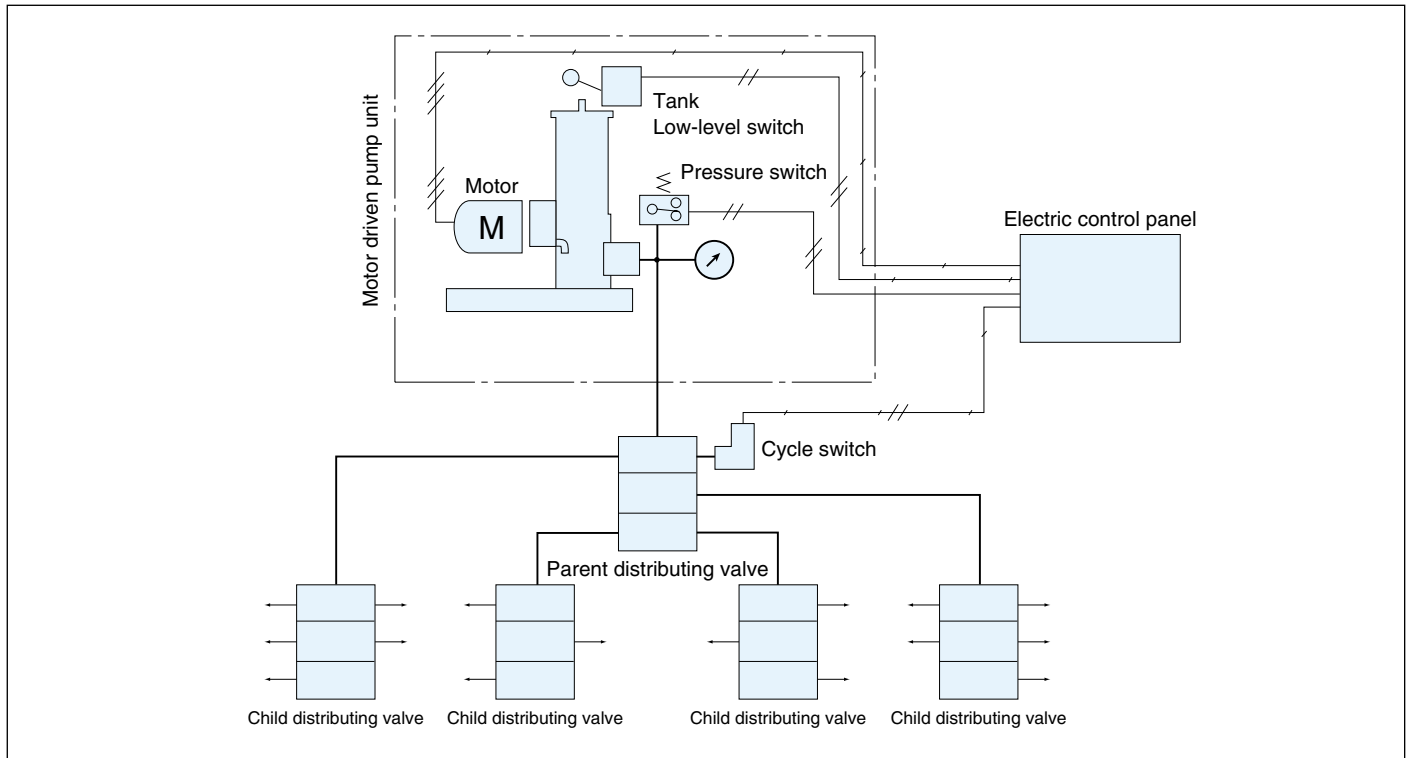 Motor driven pump unit
Tank
Low-level switch
Pressure switch
Motor
M
Electric control panel
Cycle switch
Parent distributing valve
Child distributing valve
Child distributing valve
Child distributing valve
Child distributing valve